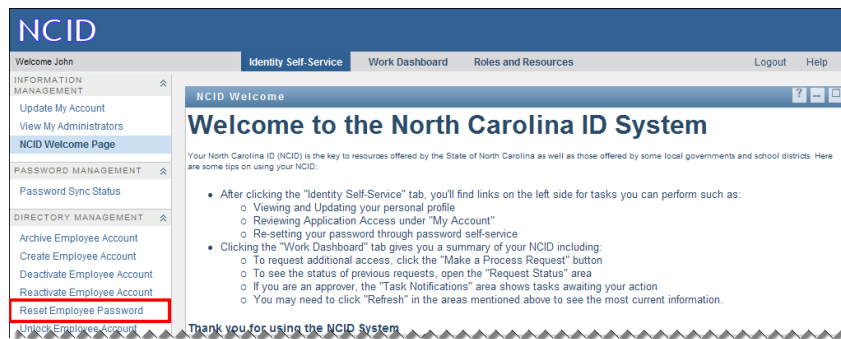 NCID
Welcome John
Identity Self-Service
Work Dashboard
Roles and Resources
Logout
Help
INFORMATION
MANAGEMENT
Update My Account
View My Administrators
NCID Welcome Page
PASSWORD MANAGEMENT
Password Sync Status
DIRECTORY MANAGEMENT
Archive Employee Account
Create Employee Account
Deactivate Employee Account
Reactivate Employee Account
Reset Employee Password
Unlock Employee Account
NCID Welcome
?
Welcome to the North Carolina ID System
Your North Carolina ID (NCID) is the key to resources offered by the State of North Carolina as well as those offered by some local governments and school districts. Here
are some tips on using your NCID:
• After clicking the "Identity Self-Service" tab, you'll find links on the left side for tasks you can perform such as:
o Viewing and Updating your personal profile
o Reviewing Application Access under "My Account"
o Re-setting your password through password self-service
• Clicking the "Work Dashboard" tab gives you a summary of your NCID including:
o To request additional access, click the "Make a Process Request" button
o To see the status of previous requests, open the "Request Status" area
o If you are an approver, the "Task Notifications" area shows tasks awaiting your action
o You may need to click "Refresh" in the areas mentioned above to see the most current information.
Thank you for using the NCID System